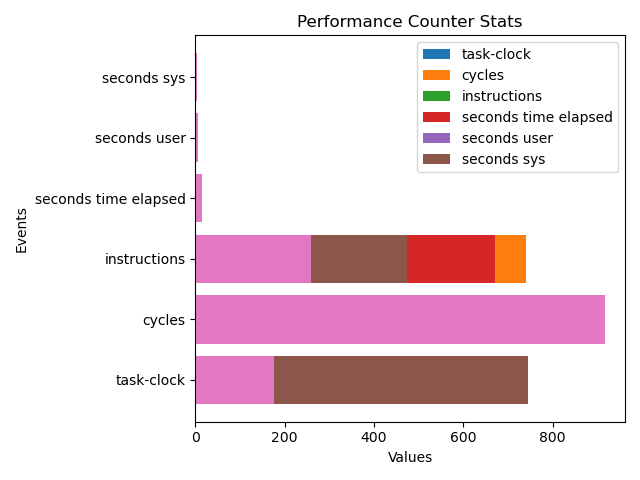 Performance Counter Stats
task-clock
cycles
instructions
seconds time elapsed
seconds user
seconds sys
Events
seconds sys
seconds user
seconds time elapsed
instructions
cycles
task-clock
0 200 400 600 800
Values